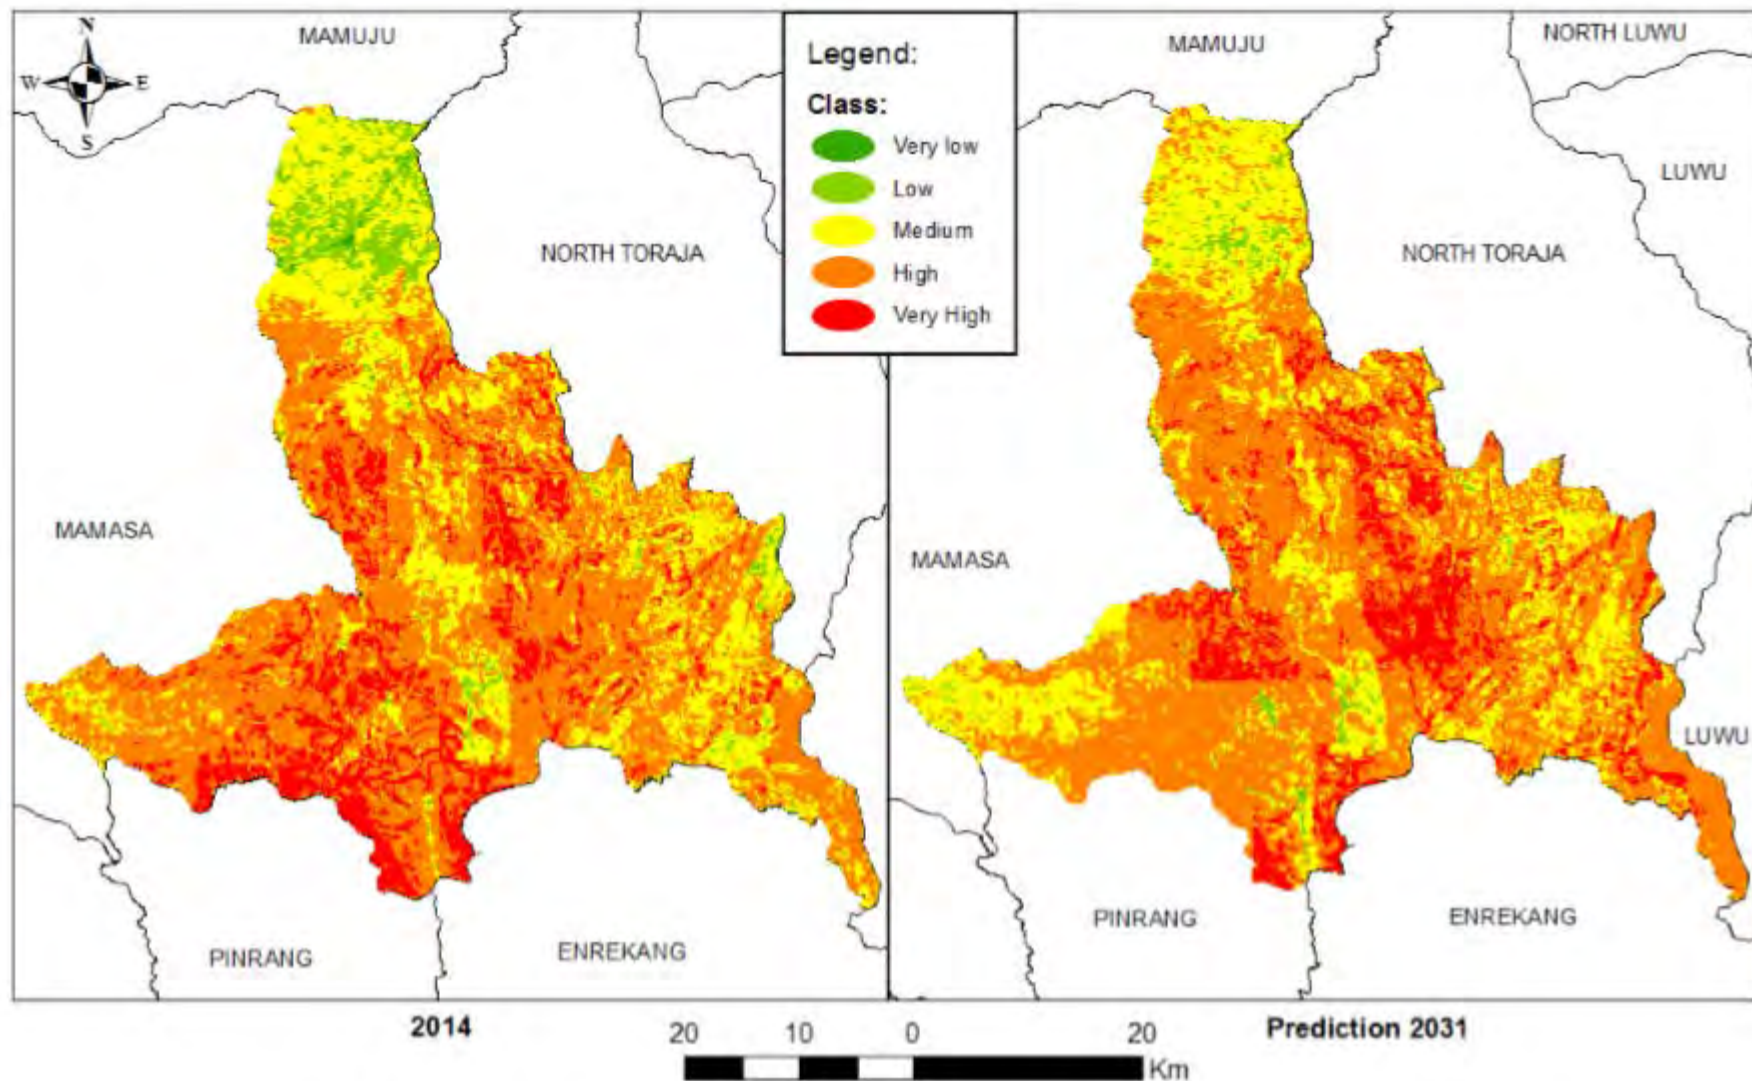 N
W E
S
MAMUJU
NORTH TORAJA
MAMASA
PINRANG
ENREKANG
2014
Legend:
Class:
Very low
Low
Medium
High
Very High
MAMUJU
NORTH LUWU
LUWU
NORTH TORAJA
MAMASA
LUWU
PINRANG
ENREKANG
Prediction 2031
20 10 0 20
Km